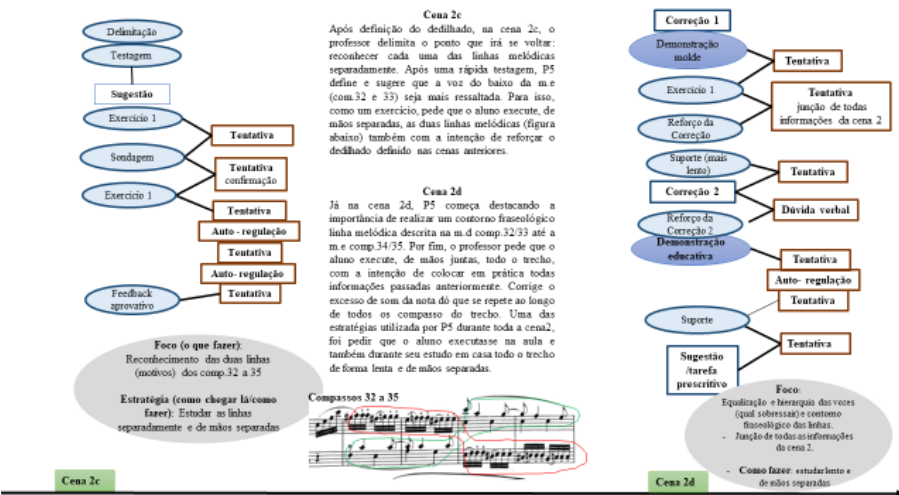 Delimitação
Testagem
Sugestão
Exercício 1
Tentativa
Sondagem
Tentativa
confirmação
Exercício 1
Tentativa
Auto - regulação
Tentativa
Auto- regulação
Feedback
aprovativo
Tentativa
Foco (o que fazer):
Reconhecimento das duas linhas
(motivos) dos comp.32 a 35
Estratégia (como chegar lá/como
fazer): Estudar as linhas
separadamente e de mãos separadas
Cena 2c
Cena 2c
Após definição do dedilhado, na cena 2c, o
professor delimita o ponto que irá se voltar:
reconhecer cada uma das linhas melódicas
separadamente. Após uma rápida testagem, P5
define e sugere que a voz do baixo da m.e
(com.32 e 33) seja mais ressaltada. Para isso,
como um exercício, pede que o aluno execute, de
mãos separadas, as duas linhas melódicas (figura
abaixo) também com a intenção de reforçar o
dedilhado definido nas cenas anteriores.
Cena 2d
Já na cena 2d, P5 começa destacando a
importância de realizar um contorno fraseológico
linha melódica descrita na m.d comp.32/33 até a
m.e comp.34/35. Por fim, o professor pede que o
aluno execute, de mãos juntas, todo o trecho,
com a intenção de colocar em prática todas
informações passadas anteriormente. Corrige o
excesso de som da nota dó que se repete ao longo
de todos os compasso do trecho. Uma das
estratégias utilizada por P5 durante toda a cena2,
foi pedir que o aluno executasse na aula e
também durante seu estudo em casa todo o trecho
de forma lenta e de mãos separadas.
Compassos 32 a 35
Correção 1
Demonstração
molde
Tentativa
Exercício 1
Tentativa
junção de todas
informações da cena 2
Reforço da
Correção
Suporte (mais
lento)
Tentativa
Correção 2
Dúvida verbal
Reforço da
Correção 2
Demonstração
educativa
Tentativa
Auto- regulação
Tentativa
Suporte
Tentativa
Sugestão
/tarefa
prescritivo
Foco:
Equalização e hierarquia das vozes
(qual sobressair) e contorno
fraseológico das linhas.
- Junção de todas as informações
da cena 2.
- Como fazer: estudar lento e
de mãos separadas
Cena 2d